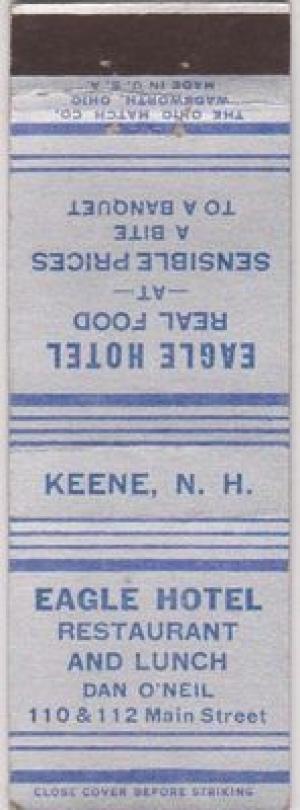 THE OHIO MATCH CO.
WADSWORTH, OHIO
MADE IN U. S. A.
EAGLE HOTEL
REAL FOOD
—AT—
SENSIBLE PRICES
A BITE
TO A BANQUET
KEENE, N. H.
EAGLE HOTEL
RESTAURANT
AND LUNCH
DAN O'NEIL
110 & 112 Main Street
CLOSE COVER BEFORE STRIKING